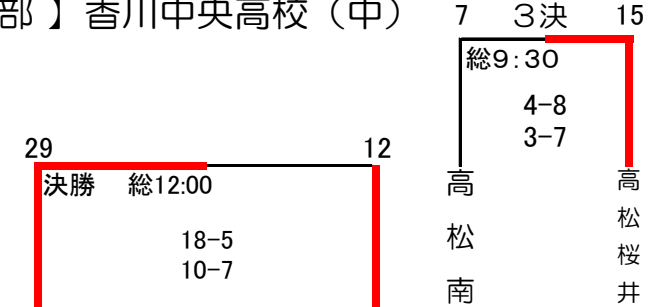 部 】香川中央高校（中）
7 ３決 15
総９:３０
4-8
3-7
高松南
高松桜井
29 12
決勝 総12:00
18-5
10-7